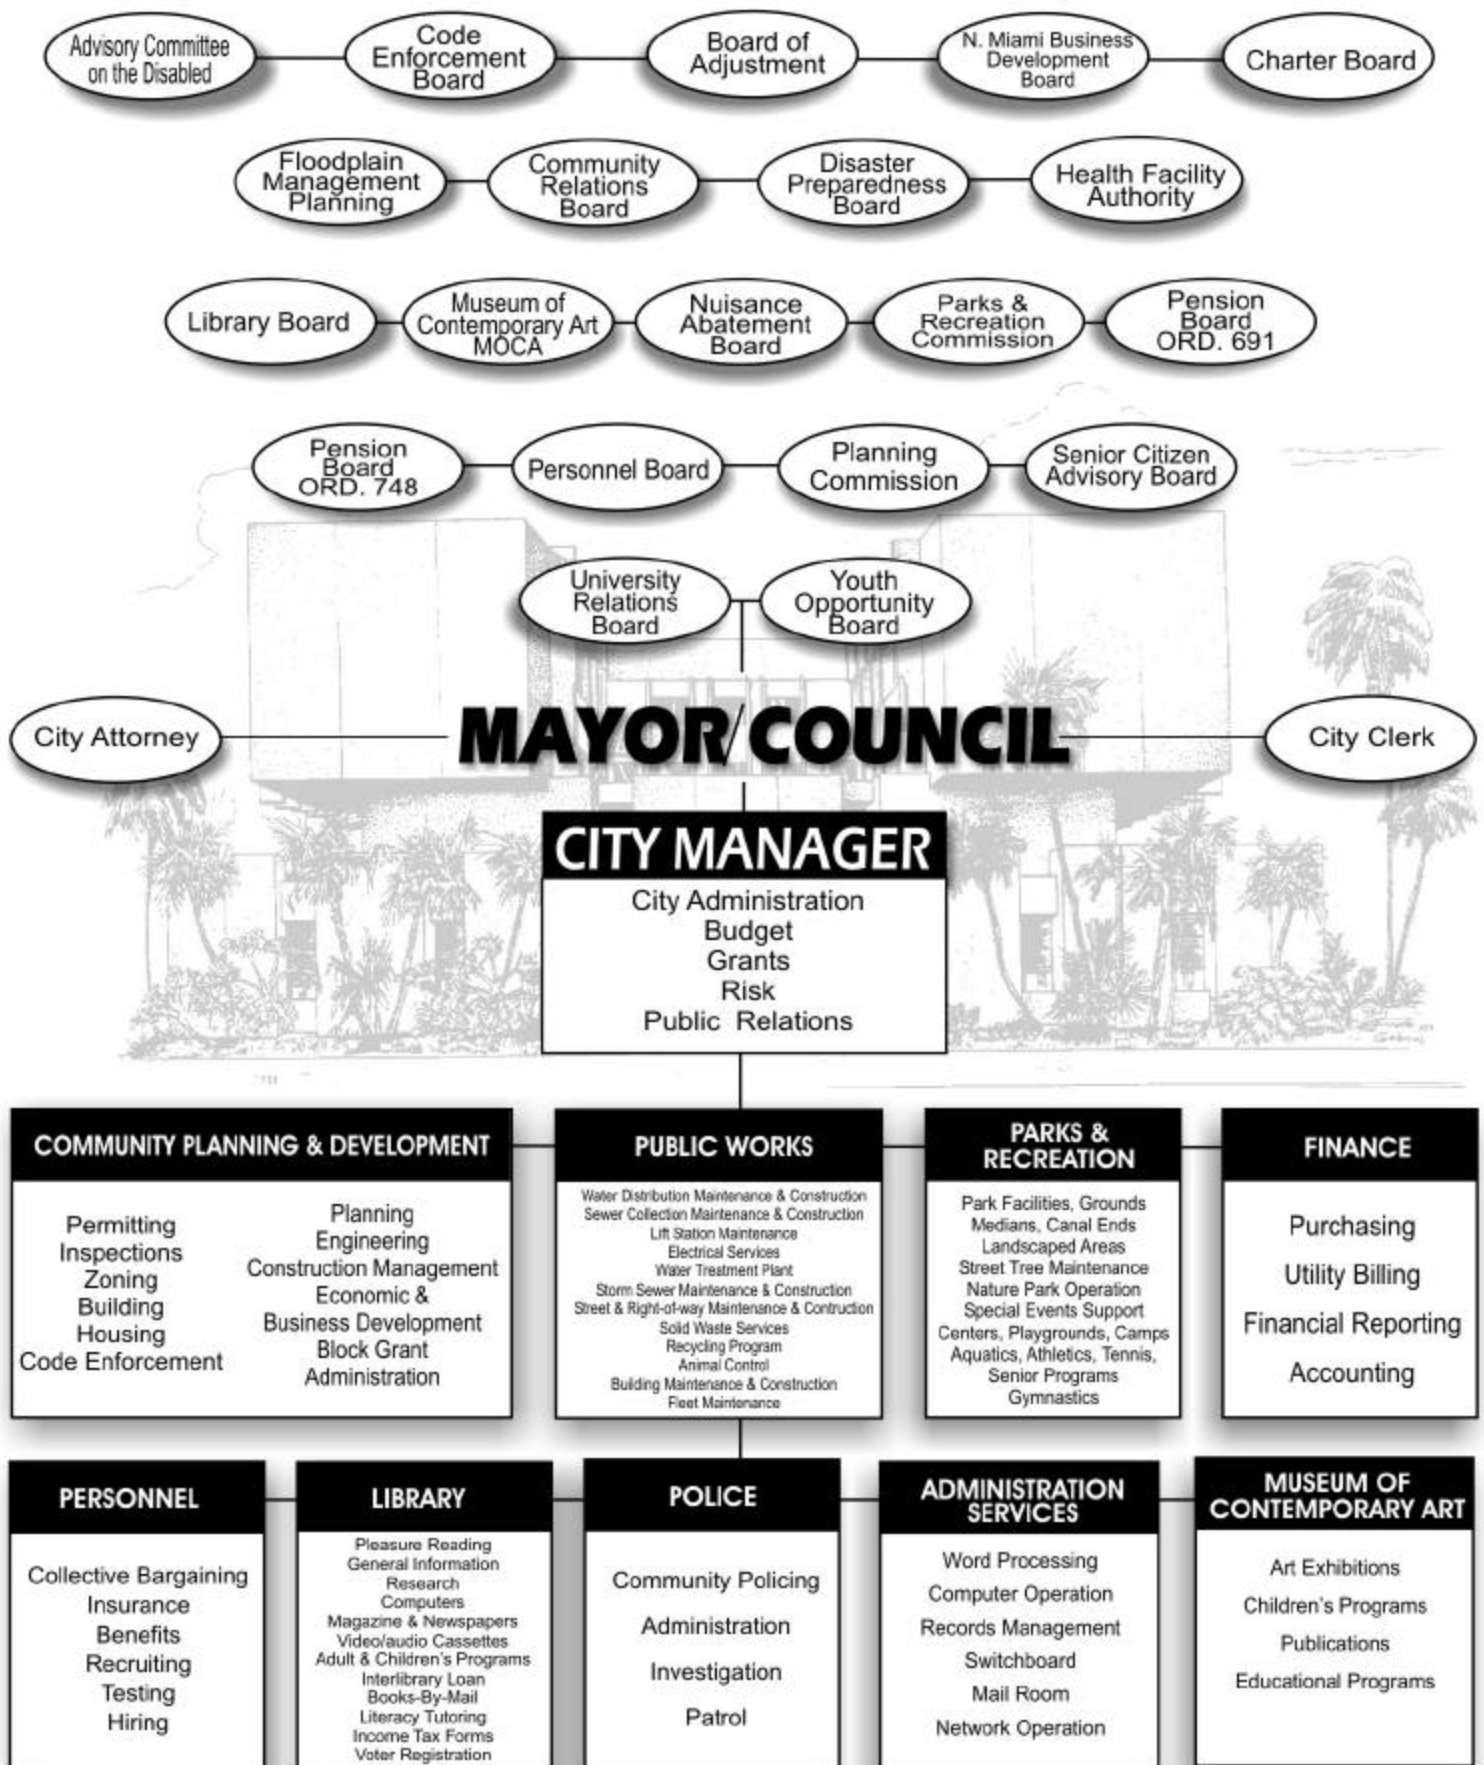 Advisory Committee
on the Disabled
Code
Enforcement
Board
Board of
Adjustment
N. Miami Business
Development
Board
Charter Board
Floodplain
Management
Planning
Community
Relations
Board
Disaster
Preparedness
Board
Health Facility
Authority
Library Board
Museum of
Contemporary Art
MOCA
Nuisance
Abatement
Board
Parks &
Recreation
Commission
Pension
Board
ORD. 691
Pension
Board
ORD. 748
Personnel Board
Planning
Commission
Senior Citizen
Advisory Board
University
Relations
Board
Youth
Opportunity
Board
City Attorney
MAYOR/COUNCIL
City Clerk
CITY MANAGER
City Administration
Budget
Grants
Risk
Public Relations
COMMUNITY PLANNING & DEVELOPMENT
Permitting
Inspections
Zoning
Building
Housing
Code Enforcement
Planning
Engineering
Construction Management
Economic &
Business Development
Block Grant
Administration
PUBLIC WORKS
Water Distribution Maintenance & Construction
Sewer Collection Maintenance & Construction
Lift Station Maintenance
Electrical Services
Water Treatment Plant
Storm Sewer Maintenance & Construction
Street & Right-of-way Maintenance & Contruction
Solid Waste Services
Recycling Program
Animal Control
Building Maintenance & Construction
Fleet Maintenance
PARKS &
RECREATION
Park Facilities, Grounds
Medians, Canal Ends
Landscaped Areas
Street Tree Maintenance
Nature Park Operation
Special Events Support
Centers, Playgrounds, Camps
Aquatics, Athletics, Tennis,
Senior Programs
Gymnastics
FINANCE
Purchasing
Utility Billing
Financial Reporting
Accounting
PERSONNEL
Collective Bargaining
Insurance
Benefits
Recruiting
Testing
Hiring
LIBRARY
Pleasure Reading
General Information
Research
Computers
Magazine & Newspapers
Video/audio Cassettes
Adult & Children's Programs
Interlibrary Loan
Books-By-Mail
Literacy Tutoring
Income Tax Forms
Voter Registration
POLICE
Community Policing
Administration
Investigation
Patrol
ADMINISTRATION
SERVICES
Word Processing
Computer Operation
Records Management
Switchboard
Mail Room
Network Operation
MUSEUM OF
CONTEMPORARY ART
Art Exhibitions
Children's Programs
Publications
Educational Programs